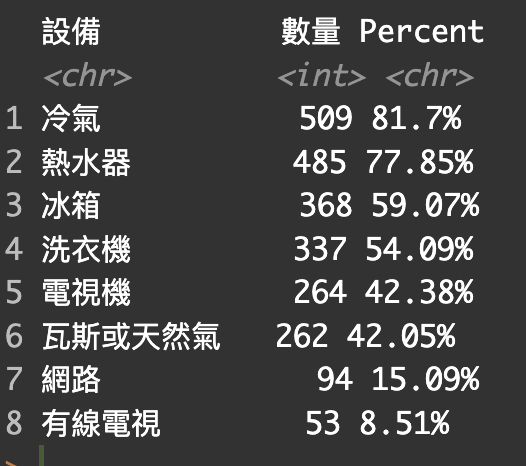 設備 數量 Percent
<chr> <int> <chr>
1 冷氣 509 81.7%
2 熱水器 485 77.85%
3 冰箱 368 59.07%
4 洗衣機 337 54.09%
5 電視機 264 42.38%
6 瓦斯或天然氣 262 42.05%
7 網路 94 15.09%
8 有線電視 53 8.51%
>